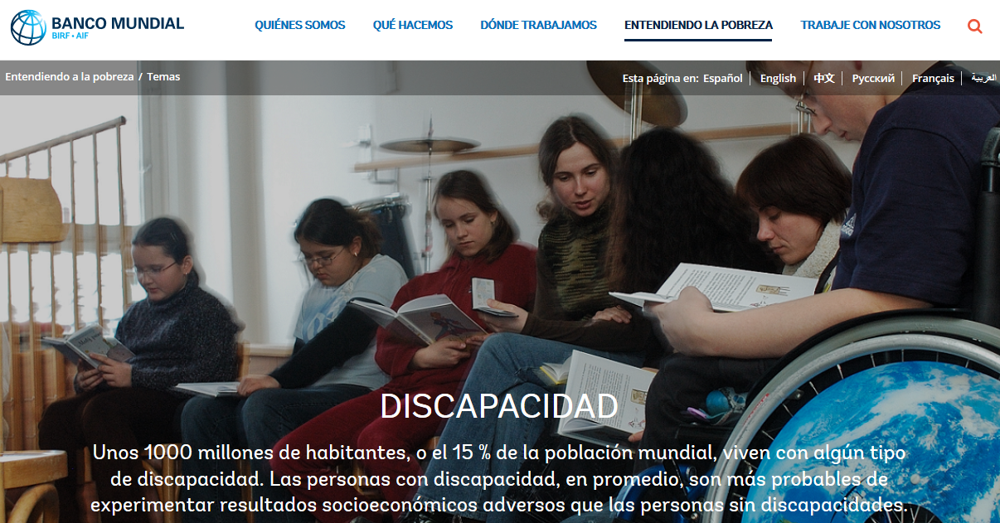 BANCO MUNDIAL
BIRF • AIF
QUIÉNES SOMOS QUÉ HACEMOS DÓNDE TRABAJAMOS ENTENDIENDO LA POBREZA TRABAJE CON NOSOTROS
Entendiendo a la pobreza / Temas
Esta página en: Español English 中文 Русский Français العربية
DISCAPACIDAD
Unos 1000 millones de habitantes, o el 15 % de la población mundial, viven con algún tipo
de discapacidad. Las personas con discapacidad, en promedio, son más probables de
experimentar resultados socioeconómicos adversos que las personas sin discapacidades.